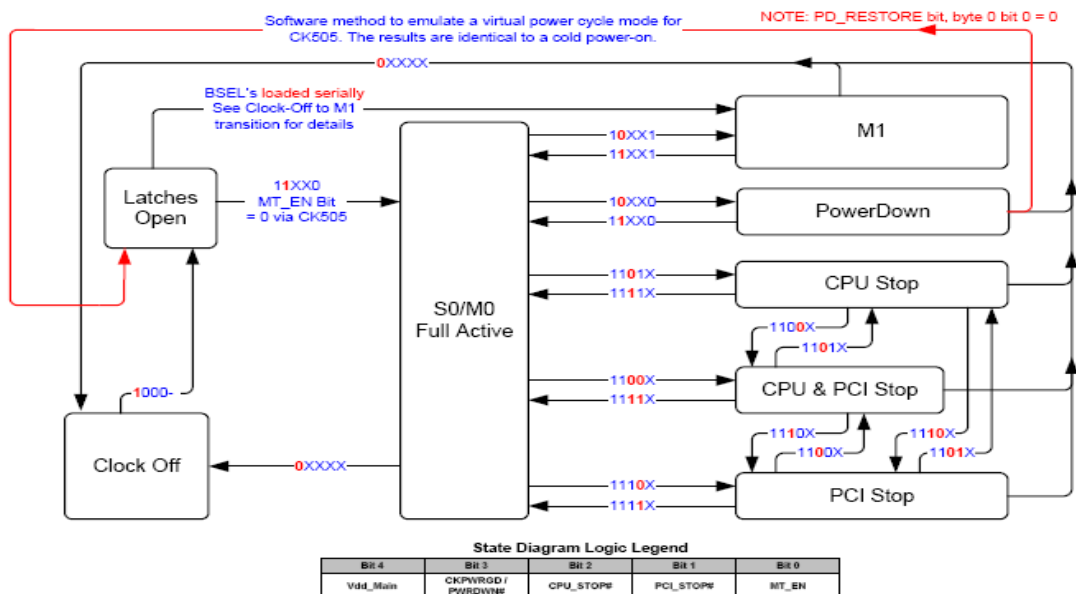 Software method to emulate a virtual power cycle mode for
CK505. The results are identical to a cold power-on.
NOTE: PD_RESTORE bit, byte 0 bit 0 = 0
0XXXX
BSEL's loaded serially
See Clock-Off to M1
transition for details
M1
10XX1
11XX1
Latches
Open
11XX0
MT_EN Bit
= 0 via CK505
10XX0
11XX0
PowerDown
S0/M0
Full Active
1101X
1111X
CPU Stop
1100X
1101X
1100X
1111X
CPU & PCI Stop
1000-
1110X
1100X
1110X
1101X
Clock Off
0XXXX
1110X
1111X
PCI Stop
State Diagram Logic Legend
Bit 4 Bit 3 Bit 2 Bit 1 Bit 0
Vdd_Main CKPWRGD / PWRDWN# CPU_STOP# PCI_STOP# MT_EN